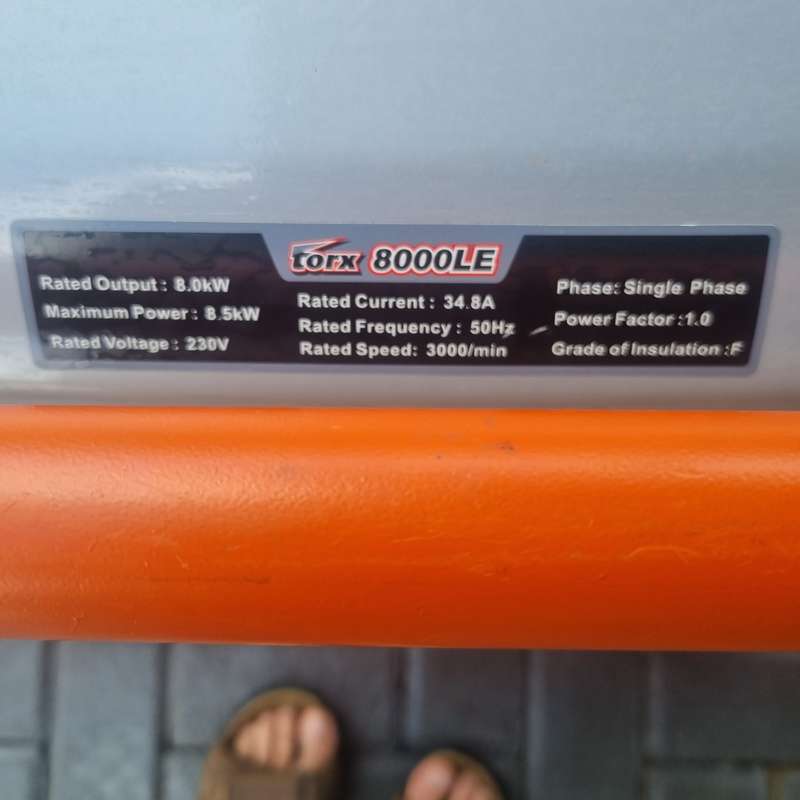 torx 8000LE
Rated Output : 8.0kW
Maximum Power : 8.5kW
Rated Voltage : 230V
Rated Current : 34.8A
Rated Frequency : 50Hz
Rated Speed: 3000/min
Phase: Single Phase
Power Factor :1.0
Grade of Insulation :F